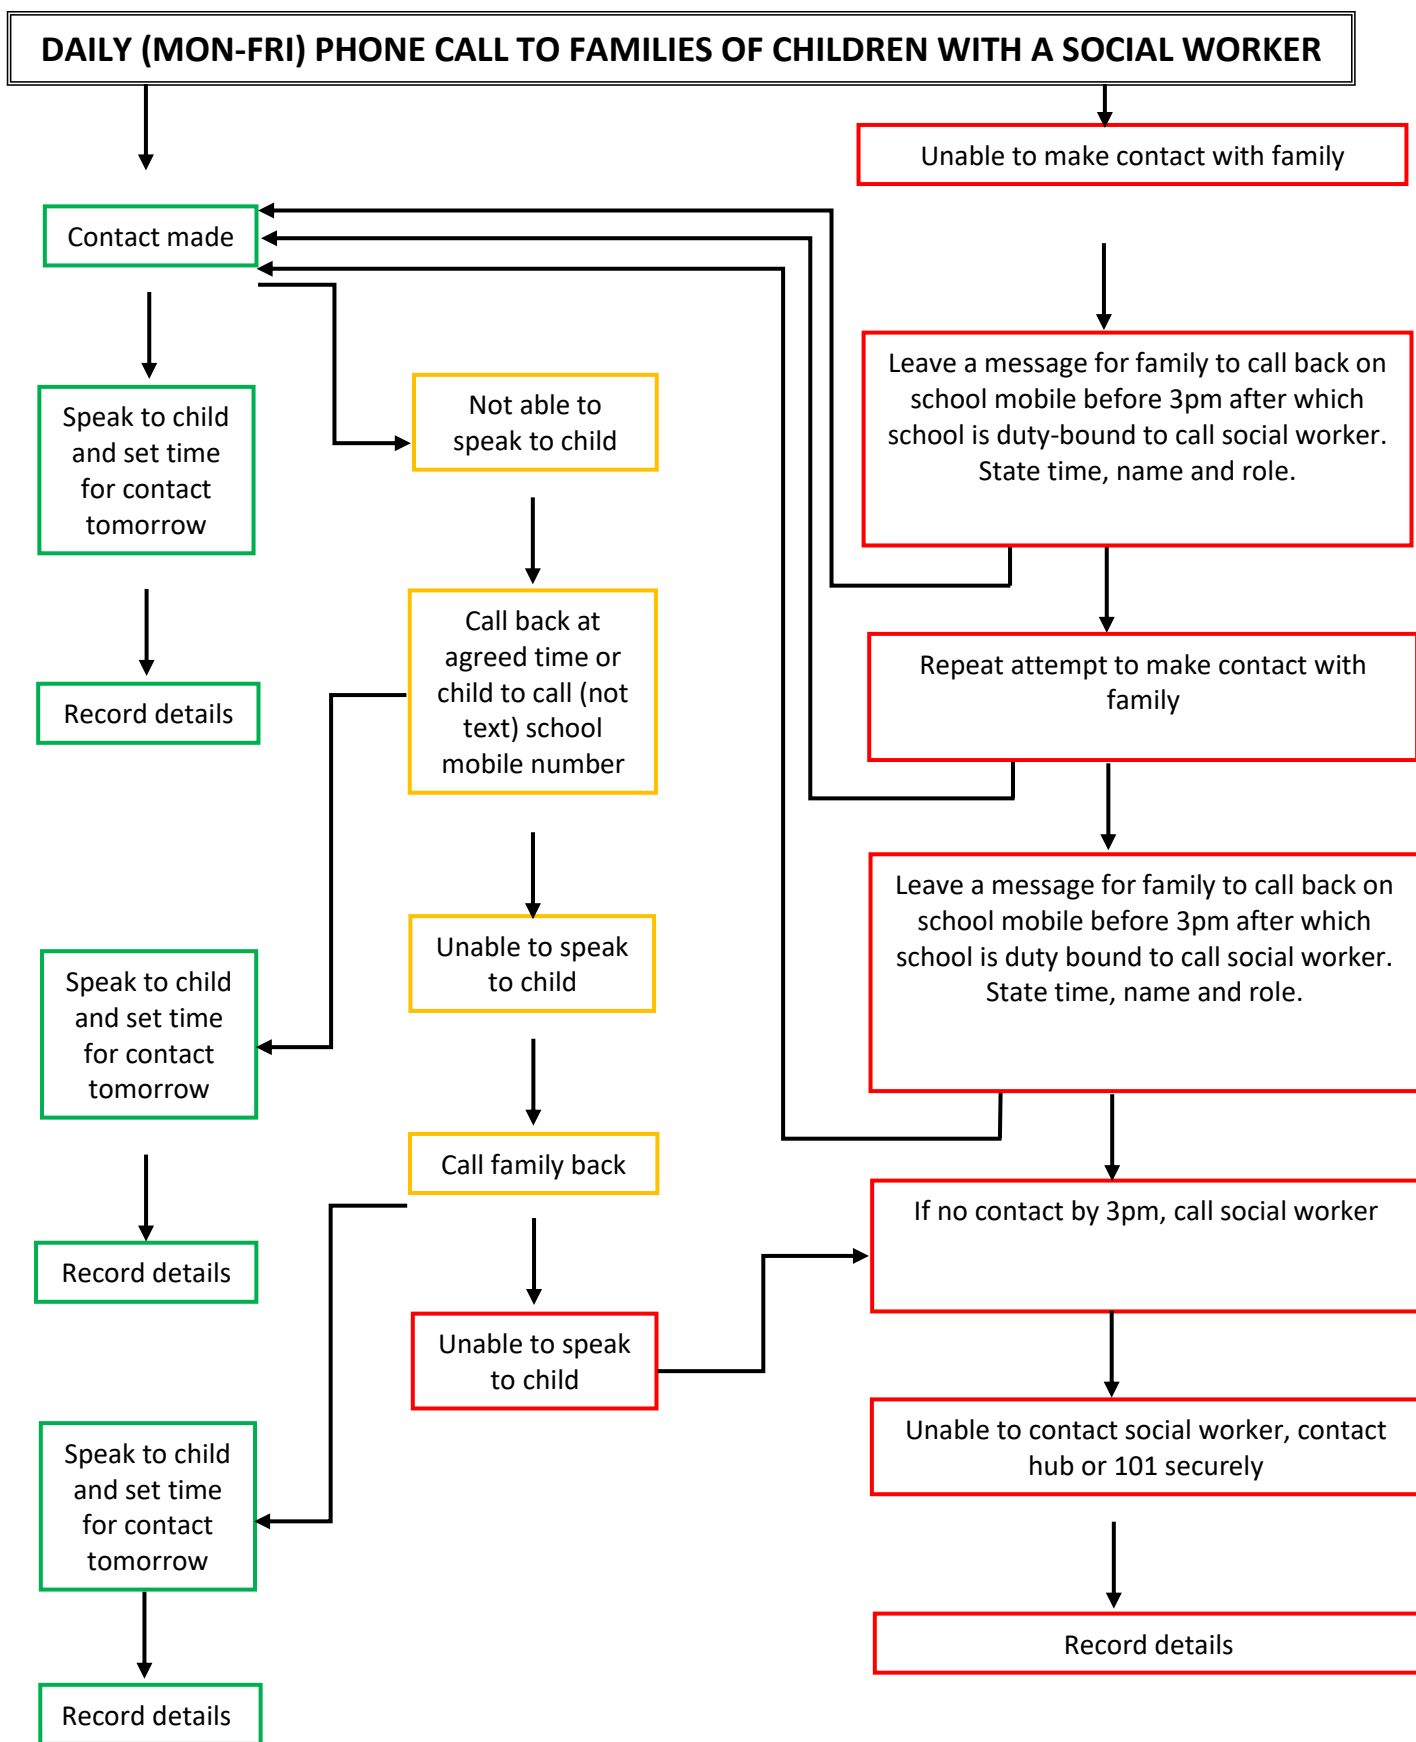 DAILY (MON-FRI) PHONE CALL TO FAMILIES OF CHILDREN WITH A SOCIAL WORKER
Unable to make contact with family
Contact made
Leave a message for family to call back on
school mobile before 3pm after which
school is duty-bound to call social worker.
State time, name and role.
Speak to child
and set time
for contact
tomorrow
Not able to
speak to child
Call back at
agreed time or
child to call (not
text) school
mobile number
Repeat attempt to make contact with
family
Record details
Leave a message for family to call back on
school mobile before 3pm after which
school is duty bound to call social worker.
State time, name and role.
Unable to speak
to child
Speak to child
and set time
for contact
tomorrow
Call family back
If no contact by 3pm, call social worker
Record details
Unable to speak
to child
Unable to contact social worker, contact
hub or 101 securely
Speak to child
and set time
for contact
tomorrow
Record details
Record details